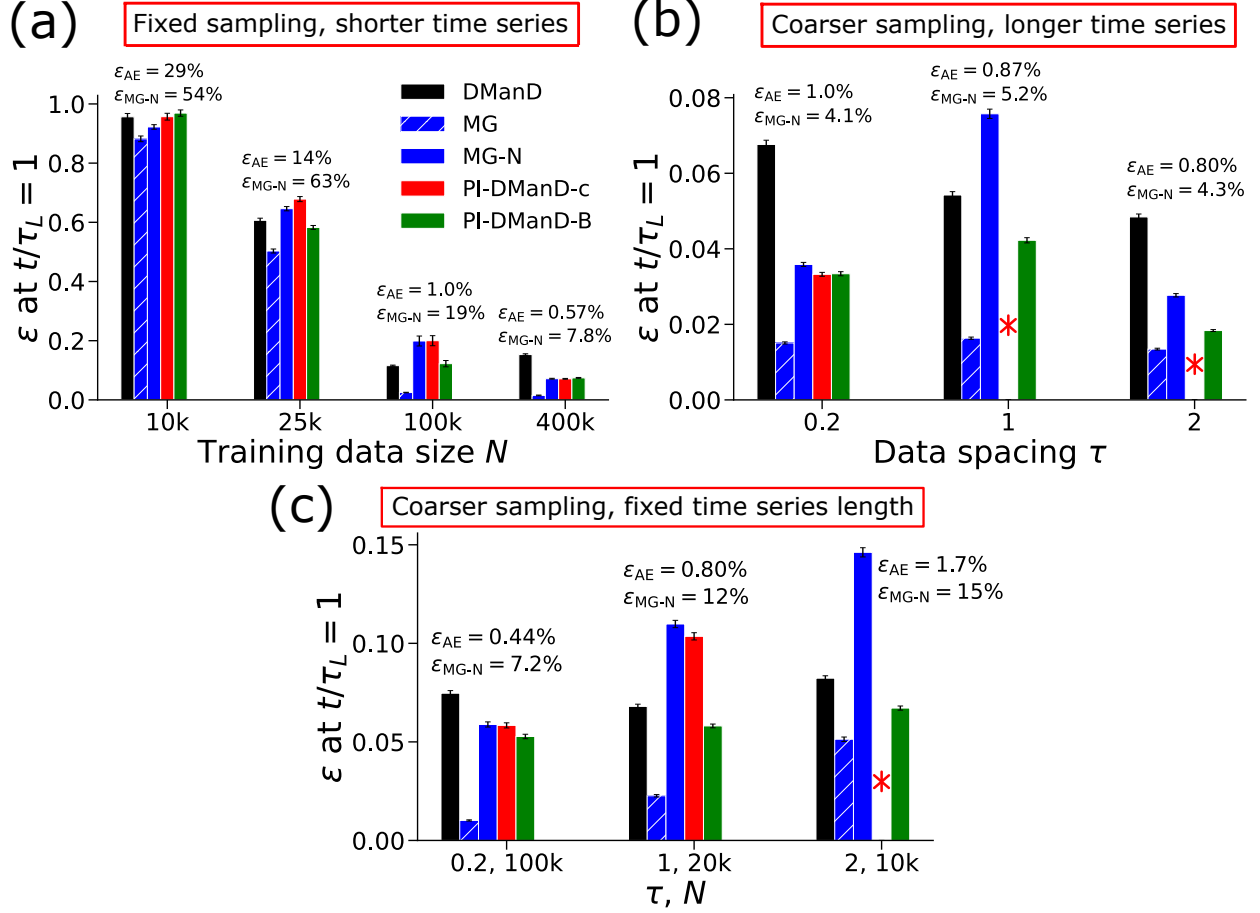 (a)
Fixed sampling, shorter time series
ε at t/τ_L = 1
1.0
0.8
0.6
0.4
0.2
0.0
ε_AE = 29%
ε_MG-N = 54%
ε_AE = 14%
ε_MG-N = 63%
ε_AE = 1.0%
ε_MG-N = 19%
ε_AE = 0.57%
ε_MG-N = 7.8%
DManD
MG
MG-N
PI-DManD-c
PI-DManD-B
10k
25k
100k
400k
Training data size N
(b)
Coarser sampling, longer time series
ε at t/τ_L = 1
0.08
0.06
0.04
0.02
0.00
ε_AE = 1.0%
ε_MG-N = 4.1%
ε_AE = 0.87%
ε_MG-N = 5.2%
ε_AE = 0.80%
ε_MG-N = 4.3%
0.2
1
2
Data spacing τ
(c)
Coarser sampling, fixed time series length
ε at t/τ_L = 1
0.15
0.10
0.05
0.00
ε_AE = 0.44%
ε_MG-N = 7.2%
ε_AE = 0.80%
ε_MG-N = 12%
ε_AE = 1.7%
ε_MG-N = 15%
0.2, 100k
1, 20k
2, 10k
τ, N